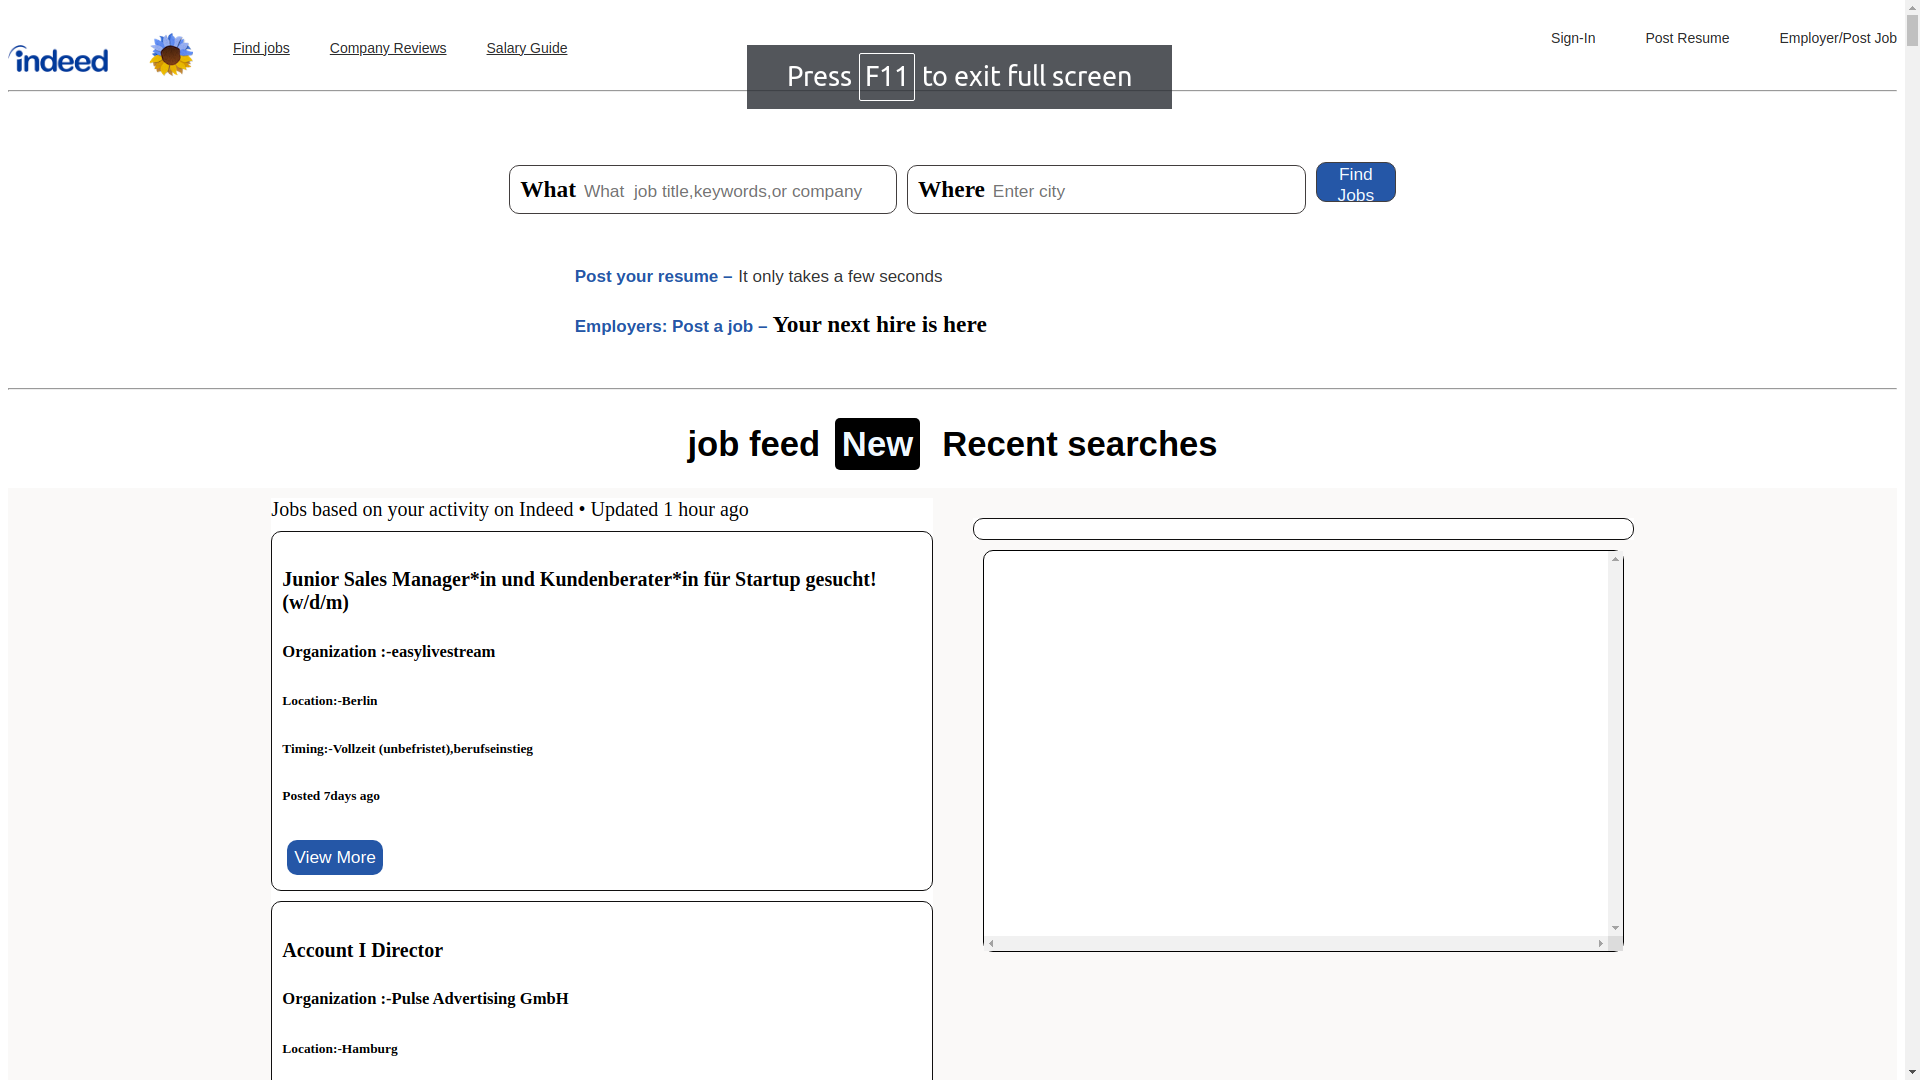 indeed
Find jobs Company Reviews Salary Guide
Sign-In Post Resume Employer/Post Job
Press F11 to exit full screen
What What job title,keywords,or company
Where Enter city
Find
Jobs
Post your resume – It only takes a few seconds
Employers: Post a job – Your next hire is here
job feed New Recent searches
Jobs based on your activity on Indeed • Updated 1 hour ago
Junior Sales Manager*in und Kundenberater*in für Startup gesucht!
(w/d/m)
Organization :-easylivestream
Location:-Berlin
Timing:-Vollzeit (unbefristet),berufseinstieg
Posted 7days ago
View More
Account I Director
Organization :-Pulse Advertising GmbH
Location:-Hamburg